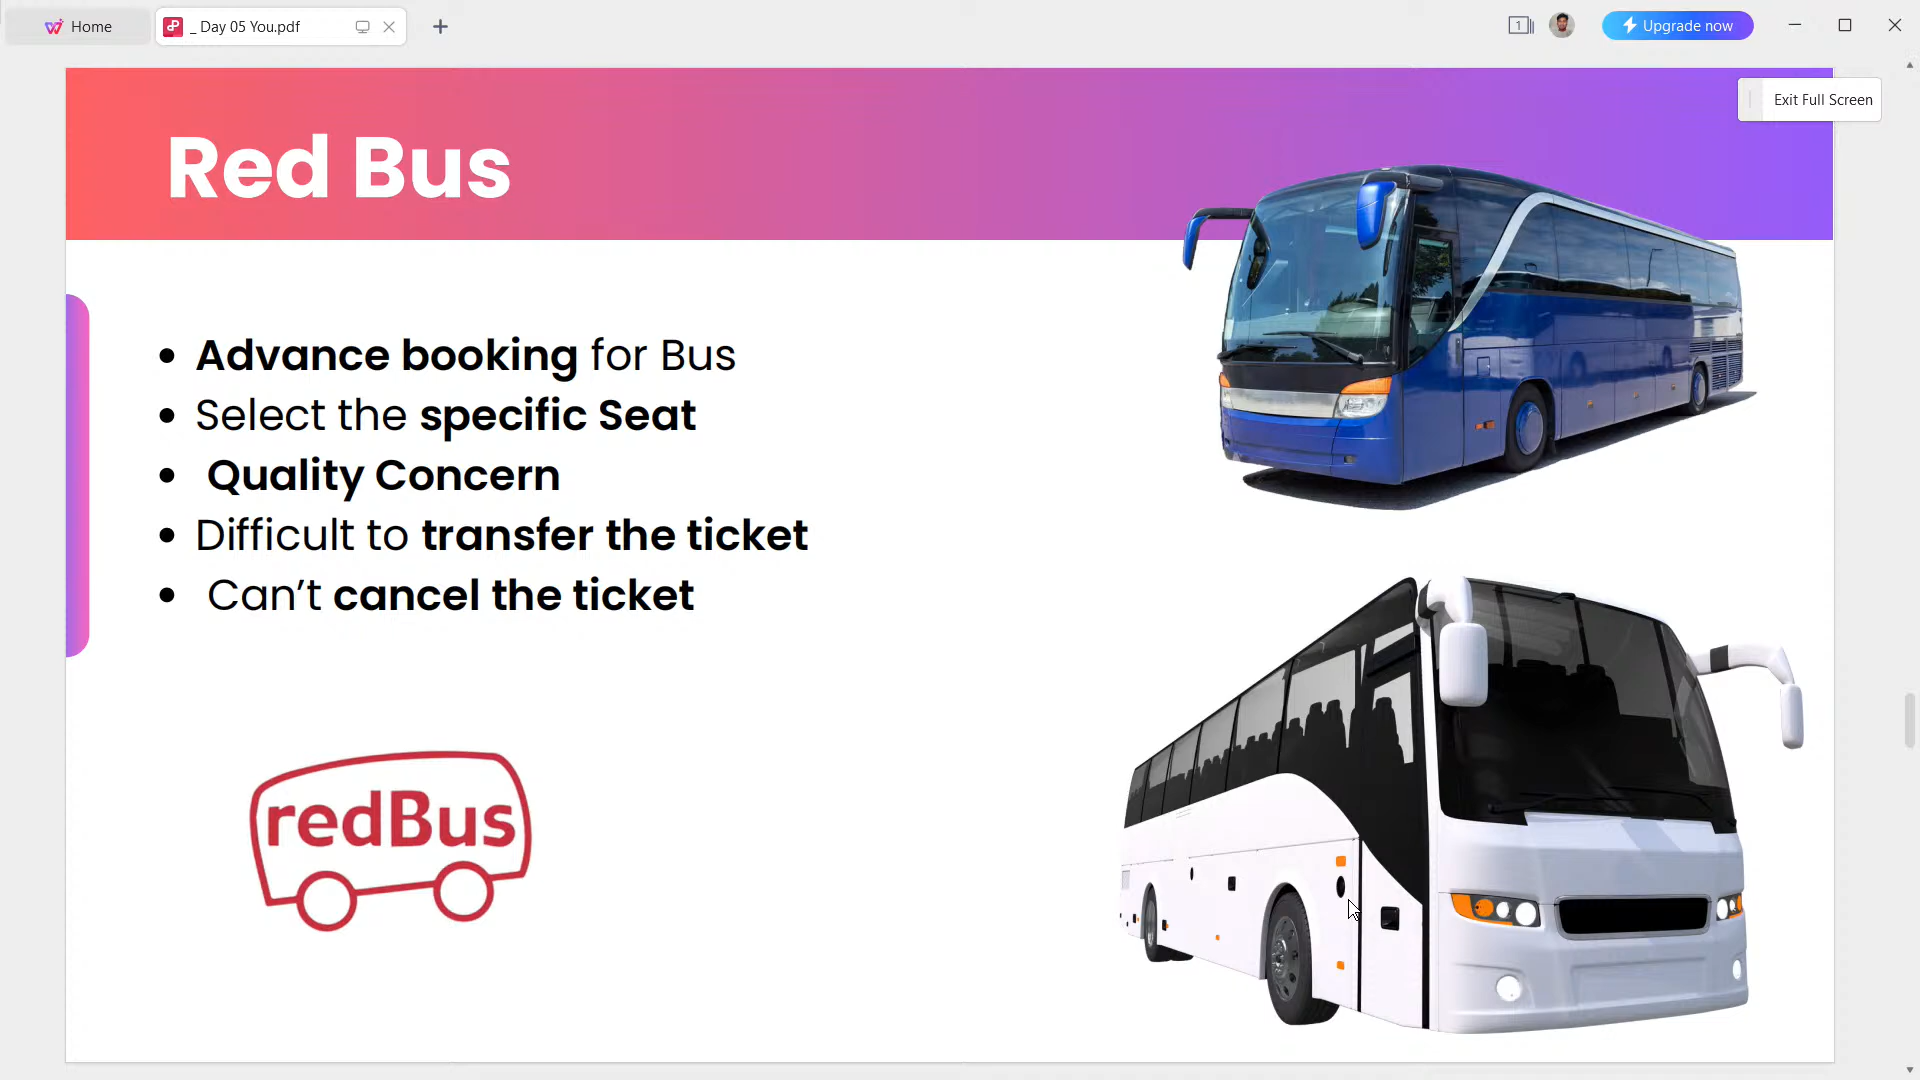 Home
_ Day 05 You.pdf
1
Upgrade now
Exit Full Screen
Red Bus
• Advance booking for Bus
• Select the specific Seat
• Quality Concern
• Difficult to transfer the ticket
• Can’t cancel the ticket
redBus